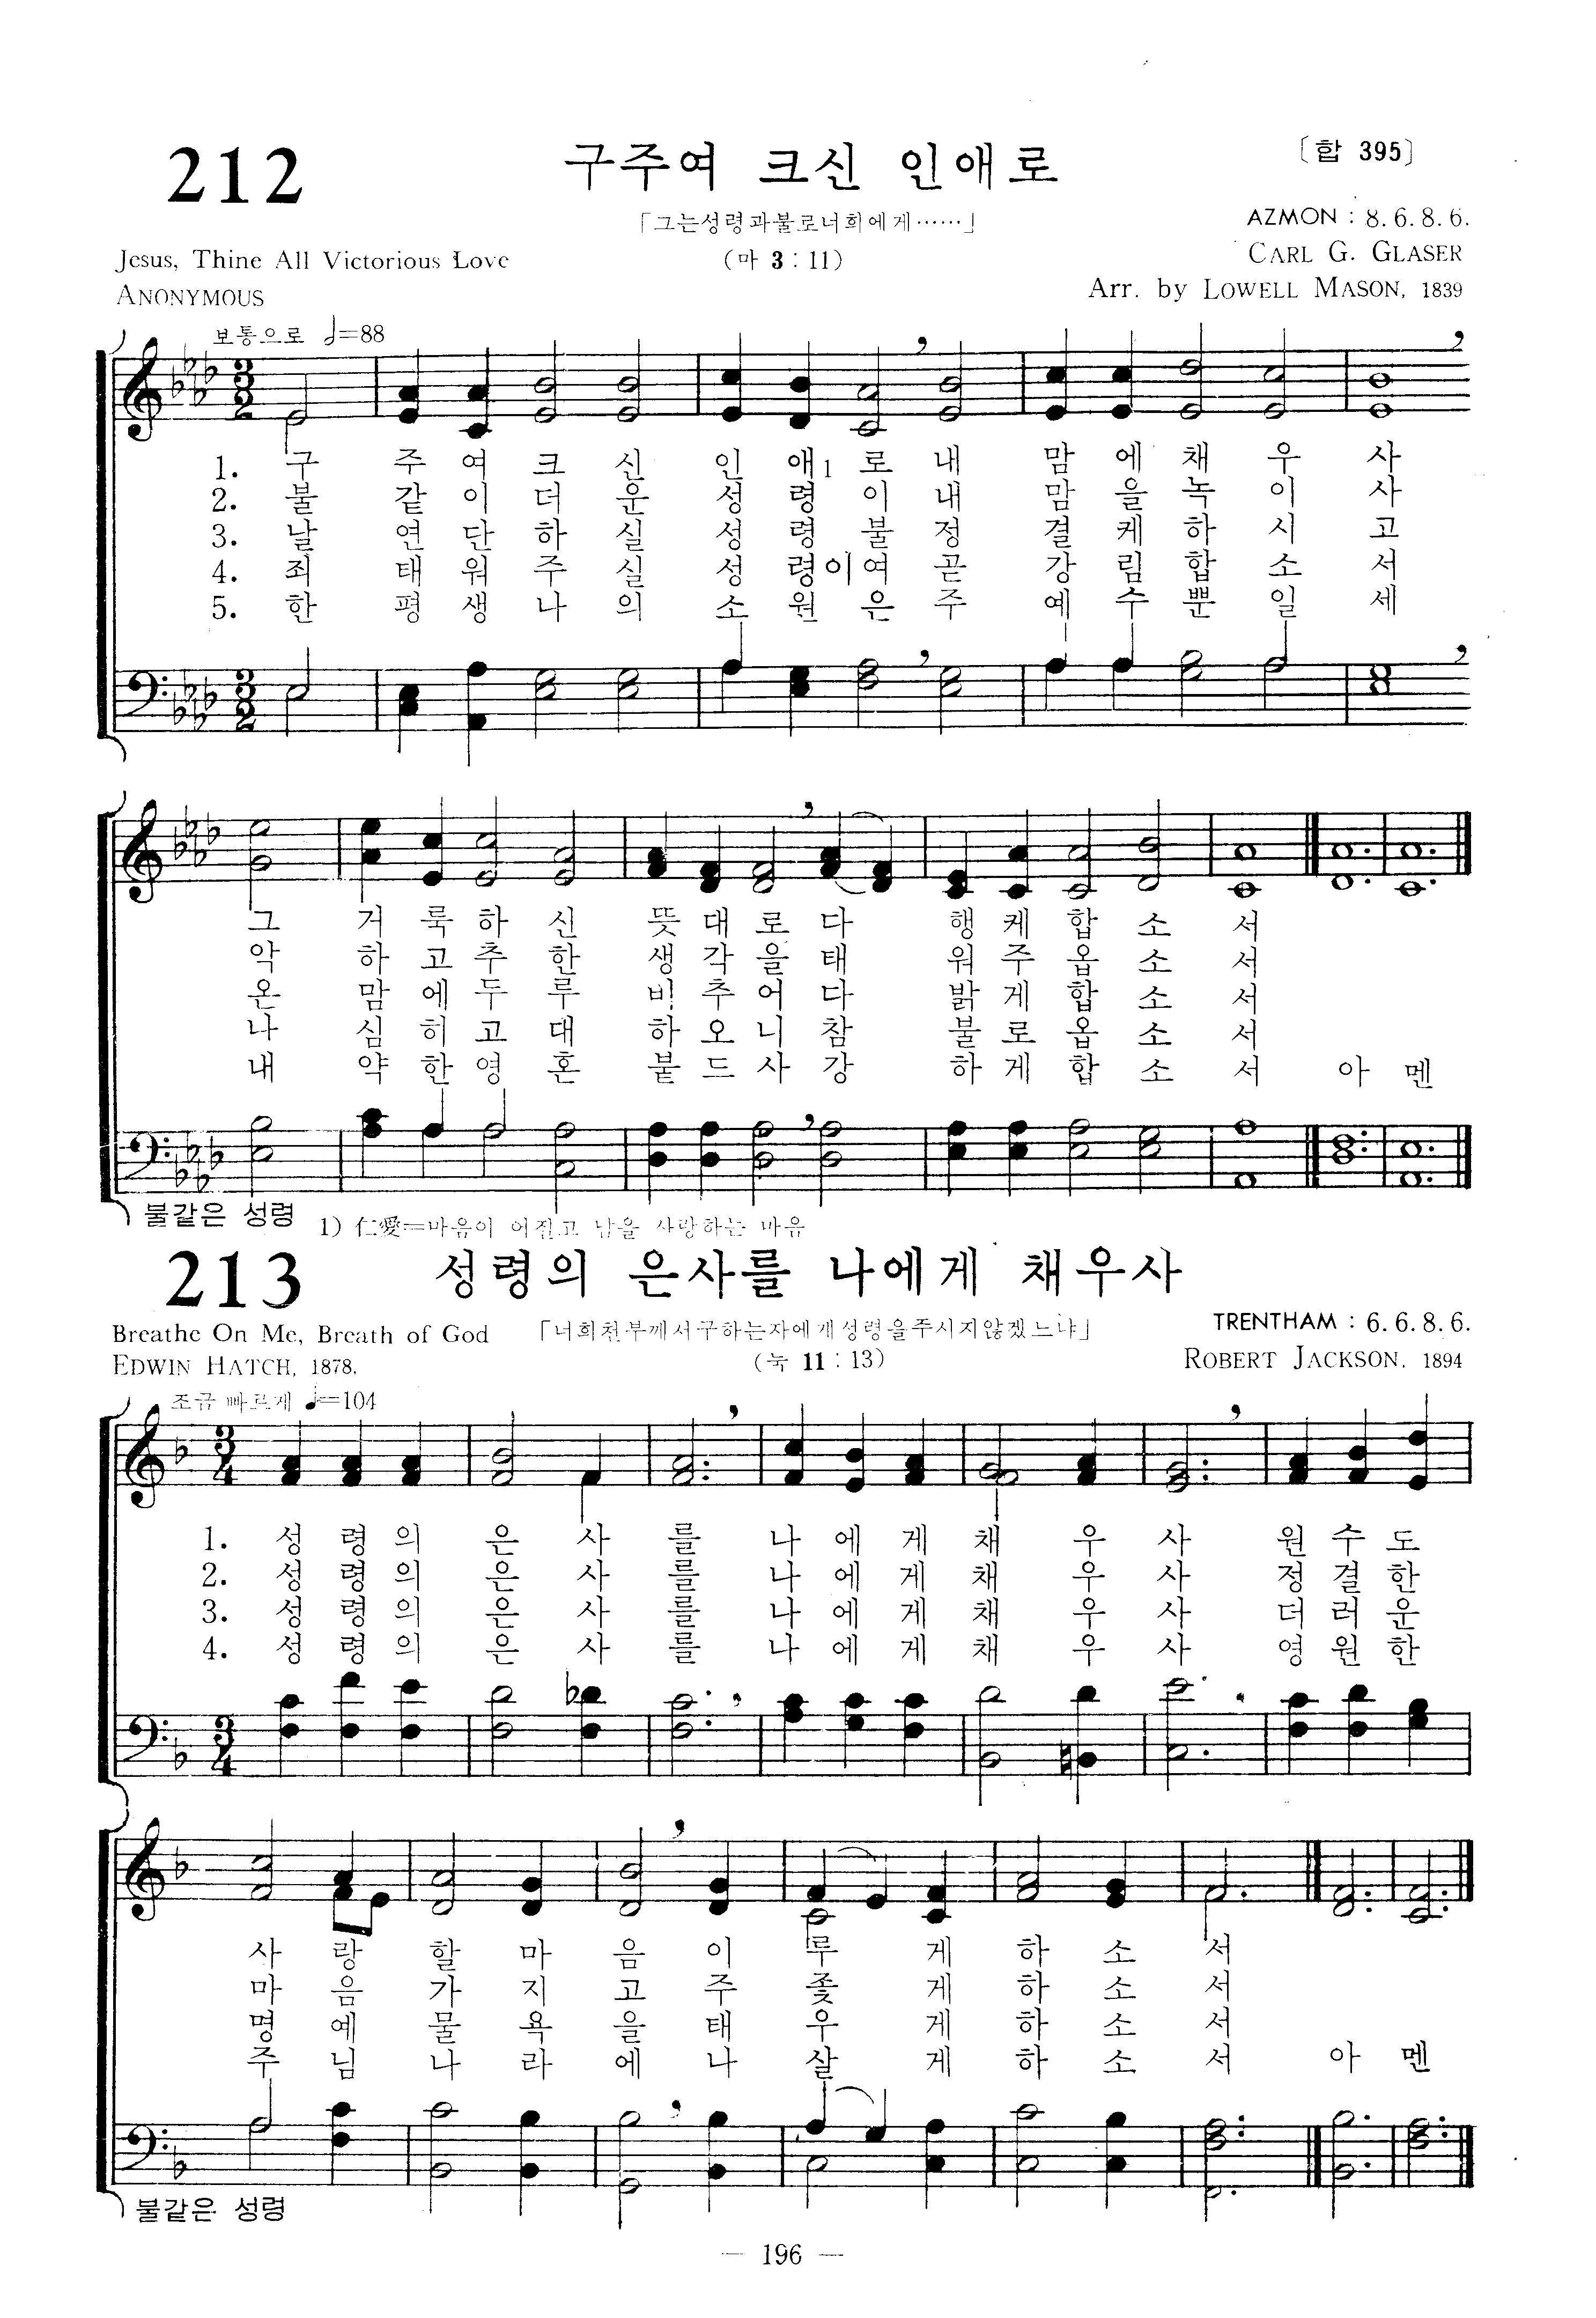 212
구주여 크신 인애로
〔합 395〕
「그는성령과불로너희에게……」
(마 3 : 11)
AZMON : 8. 6. 8. 6.
CARL G. GLASER
Arr. by LOWELL MASON, 1839
Jesus, Thine All Victorious Love
ANONYMOUS
보통으로 𝅗𝅥=88
1. 구 주 여 크 신 인 애1 로 내 맘 에 채 우 사
2. 불 같 이 더 운 성 령 이 내 맘 을 녹 이 사
3. 날 연 단 하 실 성 령 불 정 결 케 하 시 고
4. 죄 태 워 주 실 성 령이 여 곧 강 림 합 소 서
5. 한 평 생 나 의 소 원 은 주 예 수 뿐 일 세
그 거 룩 하 신 뜻 대 로 다 행 케 합 소 서
악 하 고 추 한 생 각 을 태 워 주 옵 소 서
온 맘 에 두 루 비 추 어 다 밝 게 합 소 서
나 심 히 고 대 하 오 니 참 불 로 옵 소 서
내 약 한 영 혼 붙 드 사 강 하 게 합 소 서 아 멘
불같은 성령
1) 仁愛=마음이 어질고 남을 사랑하는 마음
213
성령의 은사를 나에게 채우사
Breathe On Me, Breath of God
EDWIN HATCH, 1878.
「너희천부께서구하는자에게성령을주시지않겠느냐」
(눅 11 : 13)
TRENTHAM : 6. 6. 8. 6.
ROBERT JACKSON, 1894
조금 빠르게 ♩=104
1. 성 령 의 은 사 를 나 에 게 채 우 사 원 수 도
2. 성 령 의 은 사 를 나 에 게 채 우 사 정 결 한
3. 성 령 의 은 사 를 나 에 게 채 우 사 더 러 운
4. 성 령 의 은 사 를 나 에 게 채 우 사 영 원 한
사 랑 할 마 음 이 루 게 하 소 서
마 음 가 지 고 주 좇 게 하 소 서
명 예 물 욕 을 태 우 게 하 소 서
주 님 나 라 에 나 살 게 하 소 서 아 멘
불같은 성령
— 196 —